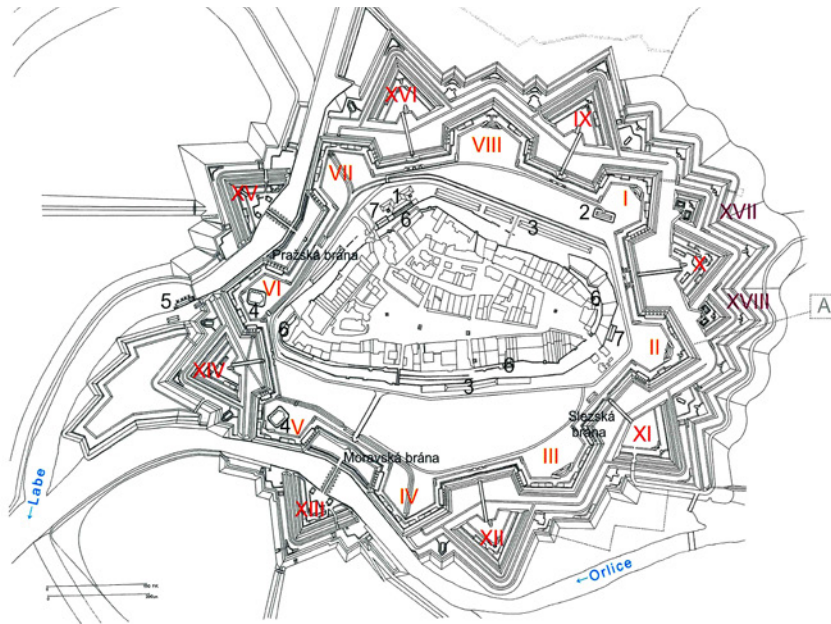 XVI
IX
VIII
VII
XV
I
1
2
7
6
3
XVII
Pražská brána
X
VI
4
6
XVIII
5
A
6
7
II
XIV
6
3
4
V
Slezská
brána
XI
Moravská brána
III
IV
XIII
←Labe
XII
←Orlice